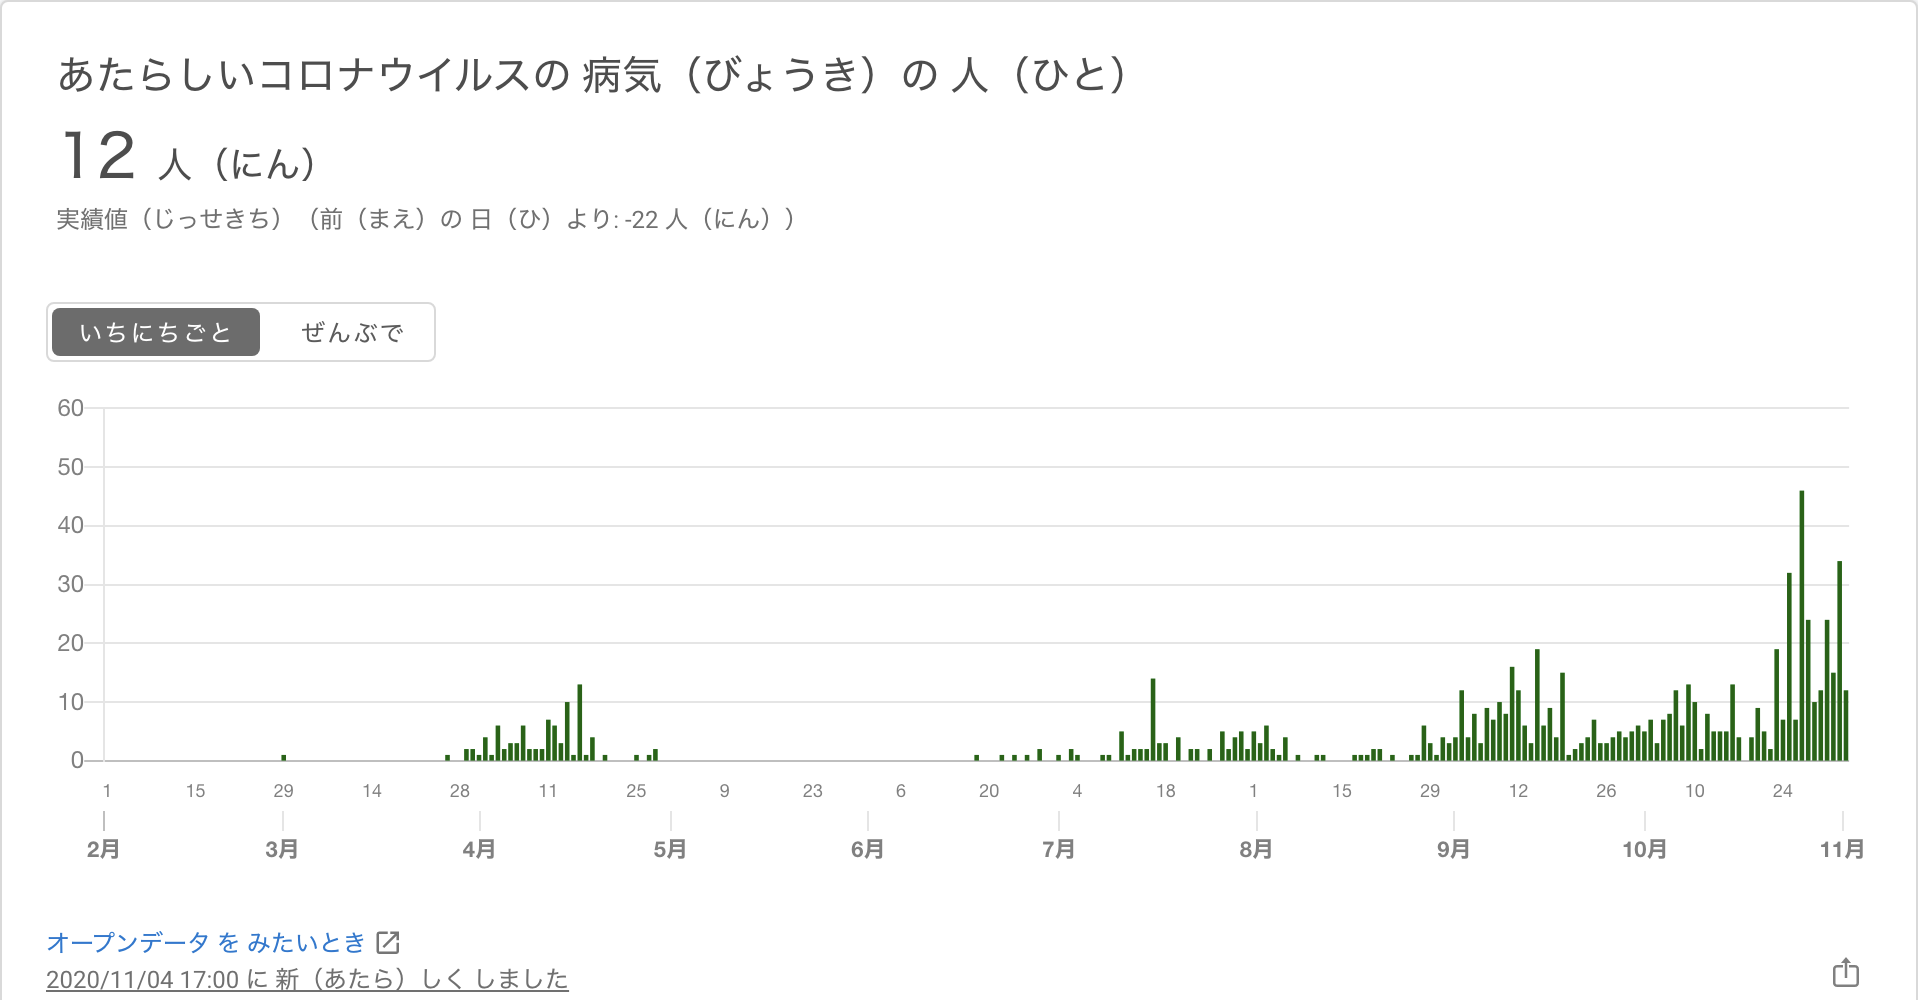 あたらしいコロナウイルスの 病気（びょうき）の 人（ひと）
12 人（にん）
実績値（じっせきち）（前（まえ）の 日（ひ）より: -22 人（にん））
いちにちごと ぜんぶで
60
50
40
30
20
10
0
1 15 29 14 28 11 25 9 23 6 20 4 18 1 15 29 12 26 10 24
2月 3月 4月 5月 6月 7月 8月 9月 10月 11月
オープンデータ を みたいとき
2020/11/04 17:00 に 新（あたら）しく しました